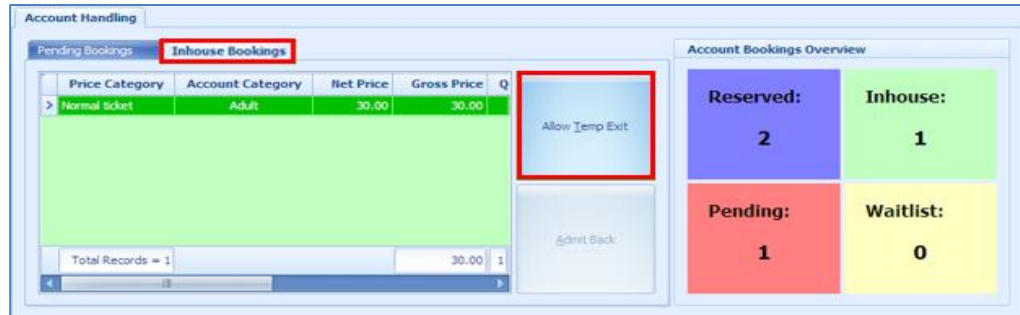 Account Handling
Pending Bookings Inhouse Bookings
Price Category Account Category Net Price Gross Price Q
Normal ticket Adult 30.00 30.00
Total Records = 1 30.00 1
Allow Temp Exit
Admit Back
Account Bookings Overview
Reserved: Inhouse:
2 1
Pending: Waitlist:
1 0